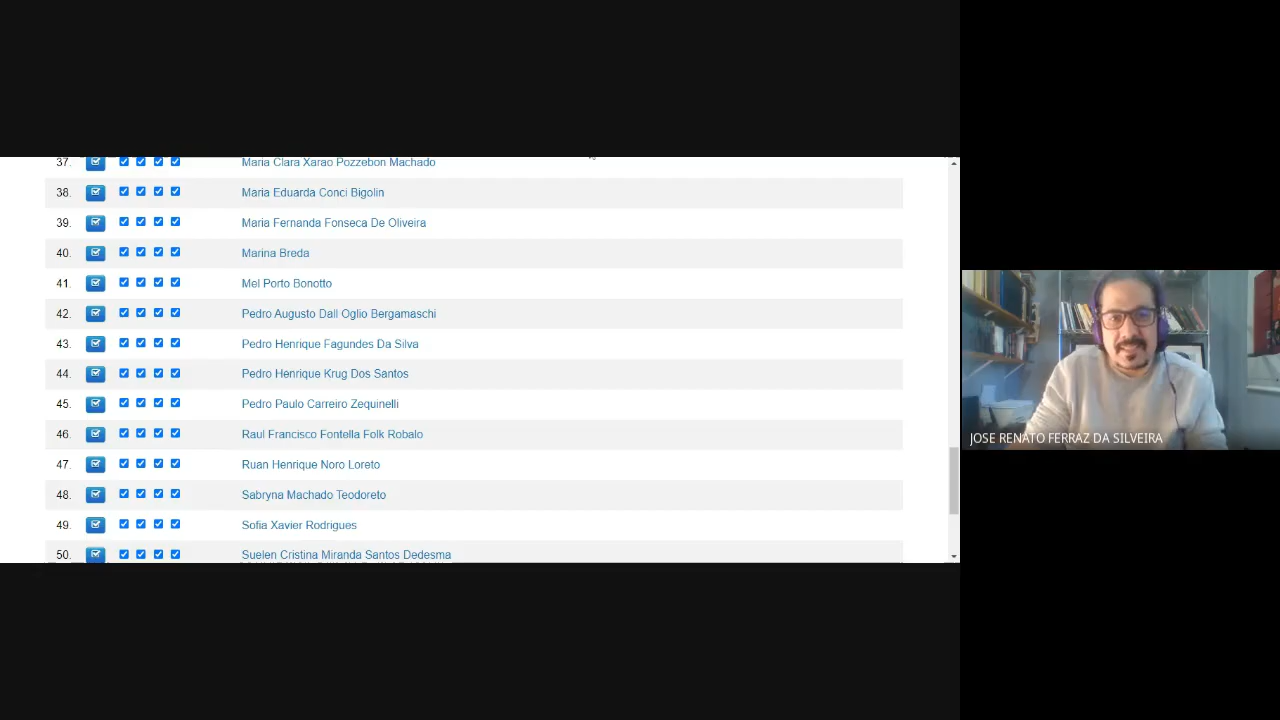 37. Maria Clara Xarao Pozzebon Machado
38. Maria Eduarda Conci Bigolin
39. Maria Fernanda Fonseca De Oliveira
40. Marina Breda
41. Mel Porto Bonotto
42. Pedro Augusto Dall Oglio Bergamaschi
43. Pedro Henrique Fagundes Da Silva
44. Pedro Henrique Krug Dos Santos
45. Pedro Paulo Carreiro Zequinelli
46. Raul Francisco Fontella Folk Robalo
47. Ruan Henrique Noro Loreto
48. Sabryna Machado Teodoreto
49. Sofia Xavier Rodrigues
50. Suelen Cristina Miranda Santos Dedesma
JOSE RENATO FERRAZ DA SILVEIRA